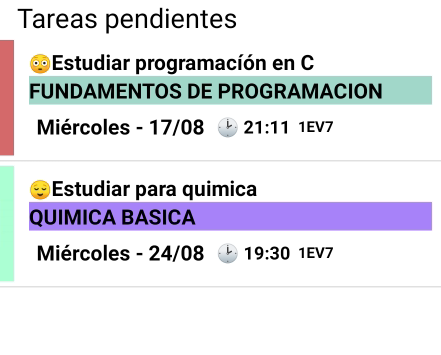 Tareas pendientes
😳Estudiar programacíón en C
FUNDAMENTOS DE PROGRAMACION
Miércoles - 17/08 🕑 21:11 1EV7
😌Estudiar para quimica
QUIMICA BASICA
Miércoles - 24/08 🕑 19:30 1EV7